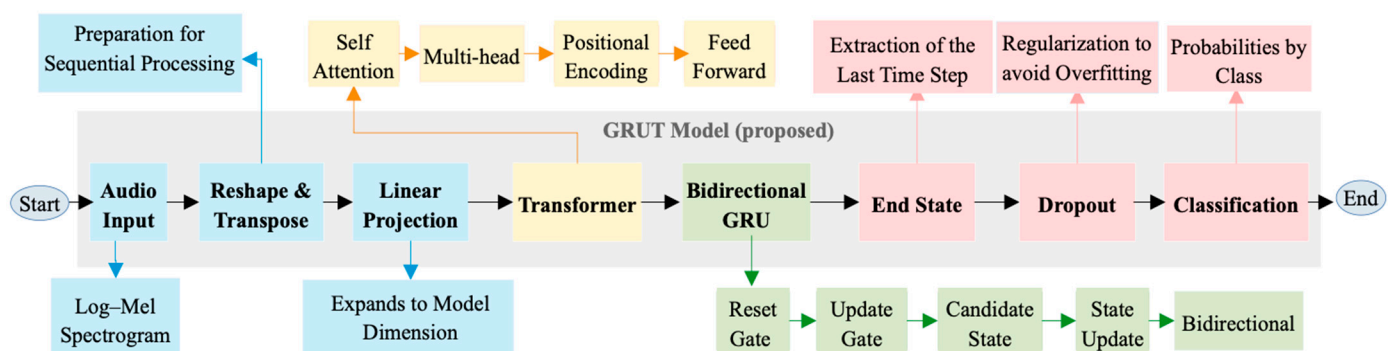 Preparation for
Sequential Processing
Self
Attention
Multi-head
Positional
Encoding
Feed
Forward
Extraction of the
Last Time Step
Regularization to
avoid Overfitting
Probabilities by
Class
GRUT Model (proposed)
Start
Audio
Input
Reshape &
Transpose
Linear
Projection
Transformer
Bidirectional
GRU
End State
Dropout
Classification
End
Log–Mel
Spectrogram
Expands to Model
Dimension
Reset
Gate
Update
Gate
Candidate
State
State
Update
Bidirectional